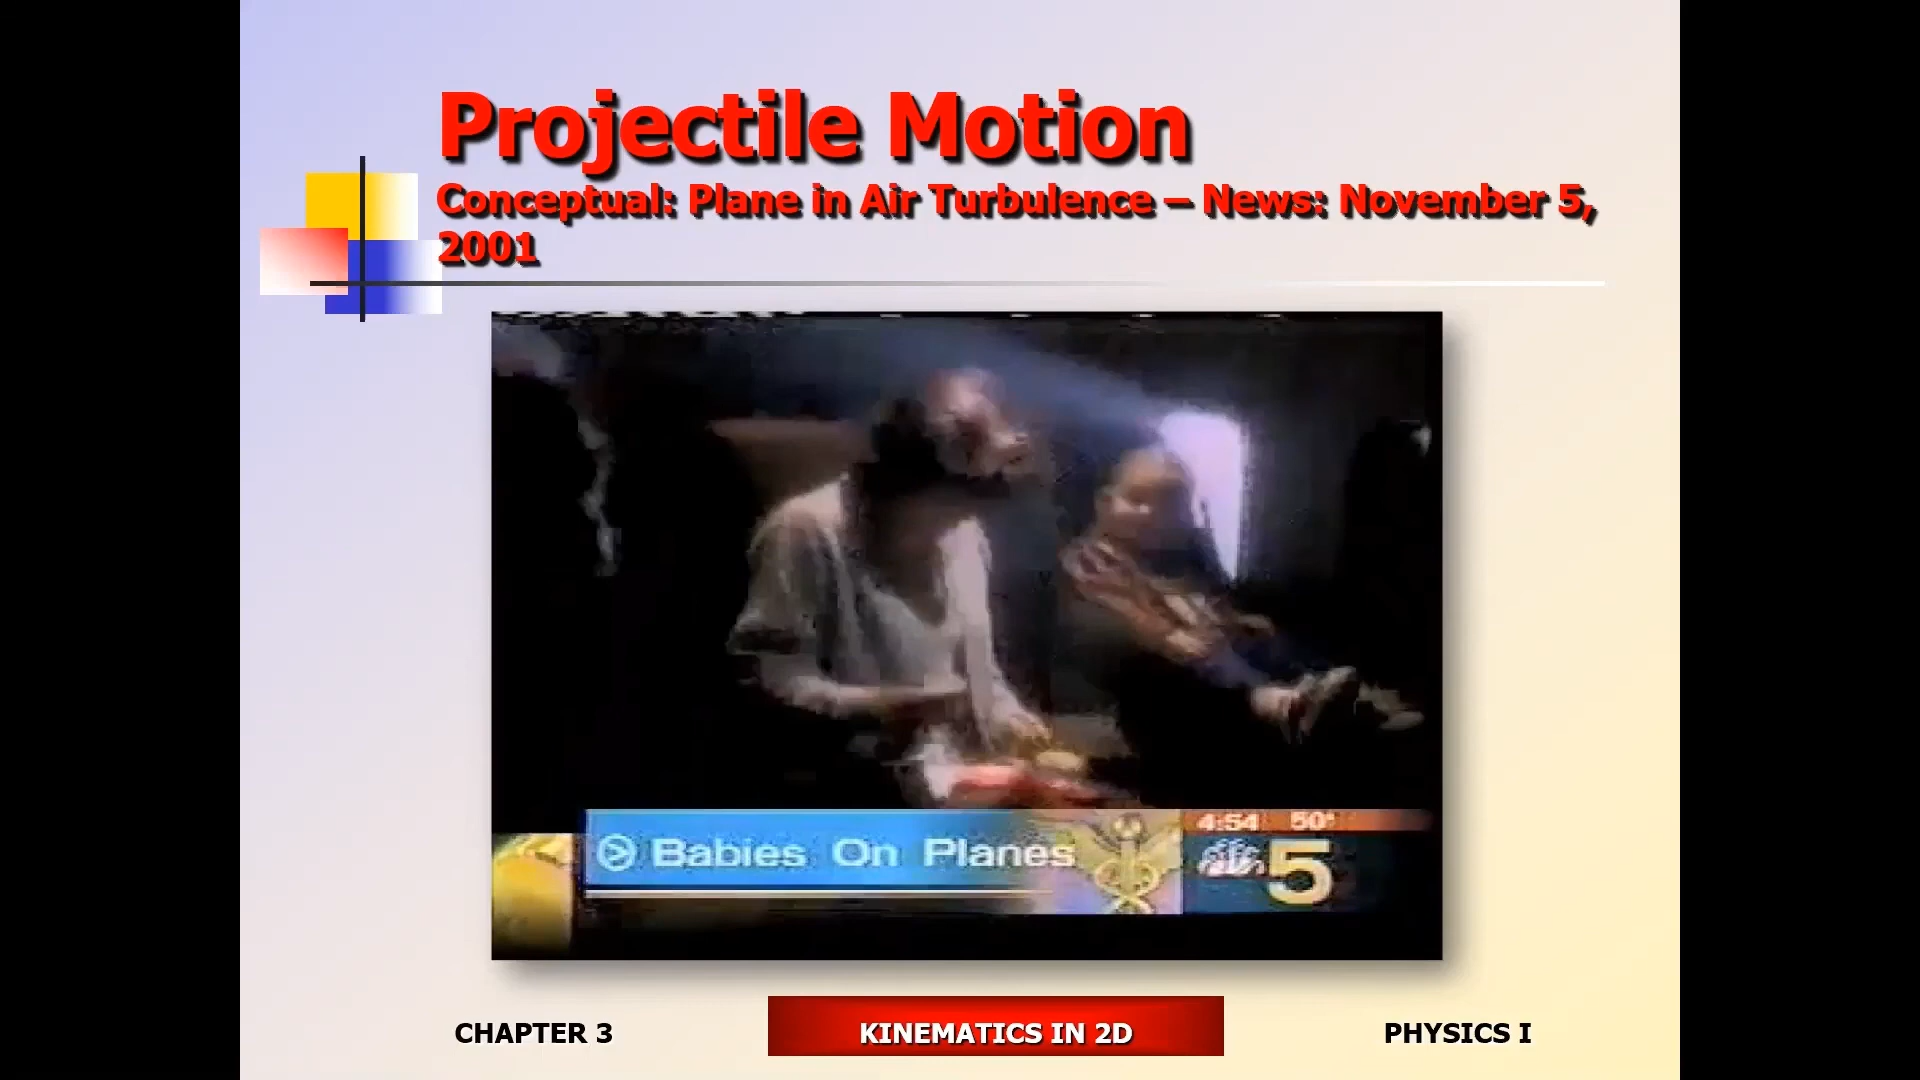 Projectile Motion
Conceptual: Plane in Air Turbulence – News: November 5,
2001
4:54 50°
Babies On Planes
5
CHAPTER 3
KINEMATICS IN 2D
PHYSICS I